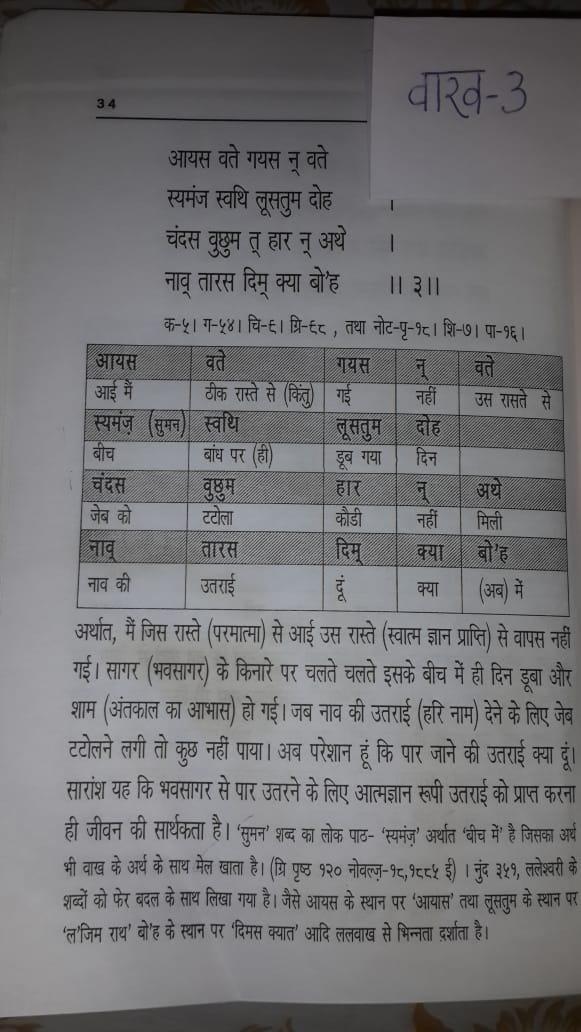 वाख-3
34
आयस वते गयस न् वते
स्यमंज स्वथि लूसतुम दोह ।
चंदस वुछुम त् हार न् अथे ।
नाव् तारस दिम् क्या बो'ह ।। ३।।
क-५। ग-५४। चि-६। ग्रि-६८ , तथा नोट-पृ-१८। शि-७। पा-१६।
आयस वते गयस न् वते
आई मैं ठीक रास्ते से (किंतु) गई नहीं उस रासते से
स्यमंज़ (सुमन) स्वथि लूसतुम दोह
बीच बांध पर (ही) डूब गया दिन
चंदस वुछुम हार न् अथे
जेब को टटोला कौडी नहीं मिली
नाव् तारस दिम् क्या बो'ह
नाव की उतराई दूं क्या (अब) में
अर्थात, मैं जिस रास्ते (परमात्मा) से आई उस रास्ते (स्वात्म ज्ञान प्राप्ति) से वापस नहीं
गई। सागर (भवसागर) के किनारे पर चलते चलते इसके बीच में ही दिन डूबा और
शाम (अंतकाल का आभास) हो गई। जब नाव की उतराई (हरि नाम) देने के लिए जेब
टटोलने लगी तो कुछ नहीं पाया। अब परेशान हूं कि पार जाने की उतराई क्या दूं।
सारांश यह कि भवसागर से पार उतरने के लिए आत्मज्ञान रूपी उतराई को प्राप्त करना
ही जीवन की सार्थकता है। 'सुमन' शब्द का लोक पाठ- 'स्यमंज़' अर्थात 'बीच में' है जिसका अर्थ
भी वाख के अर्थ के साथ मेल खाता है। (ग्रि पृष्ठ १२० नोवल्ज़-१८,१८८५ ई) । नुंद ३५१, ललेश्वरी के
शब्दों को फेर बदल के साथ लिखा गया है। जैसे आयस के स्थान पर 'आयास' तथा लूसतुम के स्थान पर
'ल'जिम राथ' बो'ह के स्थान पर 'दिमस क्यात' आदि ललवाख से भिन्नता दर्शाता है।